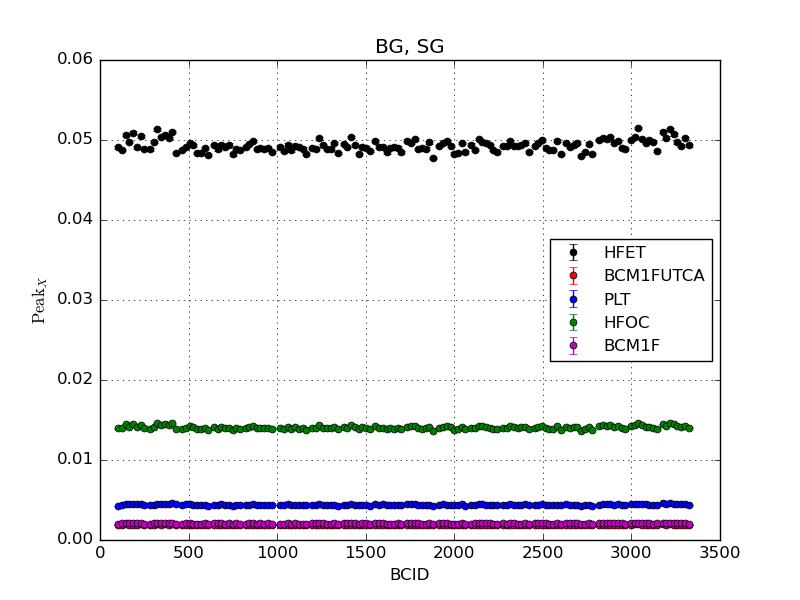 BG, SG
0.06
0.05
0.04
0.03
0.02
0.01
0.00
Peak_X
HFET
BCM1FUTCA
PLT
HFOC
BCM1F
0 500 1000 1500 2000 2500 3000 3500
BCID